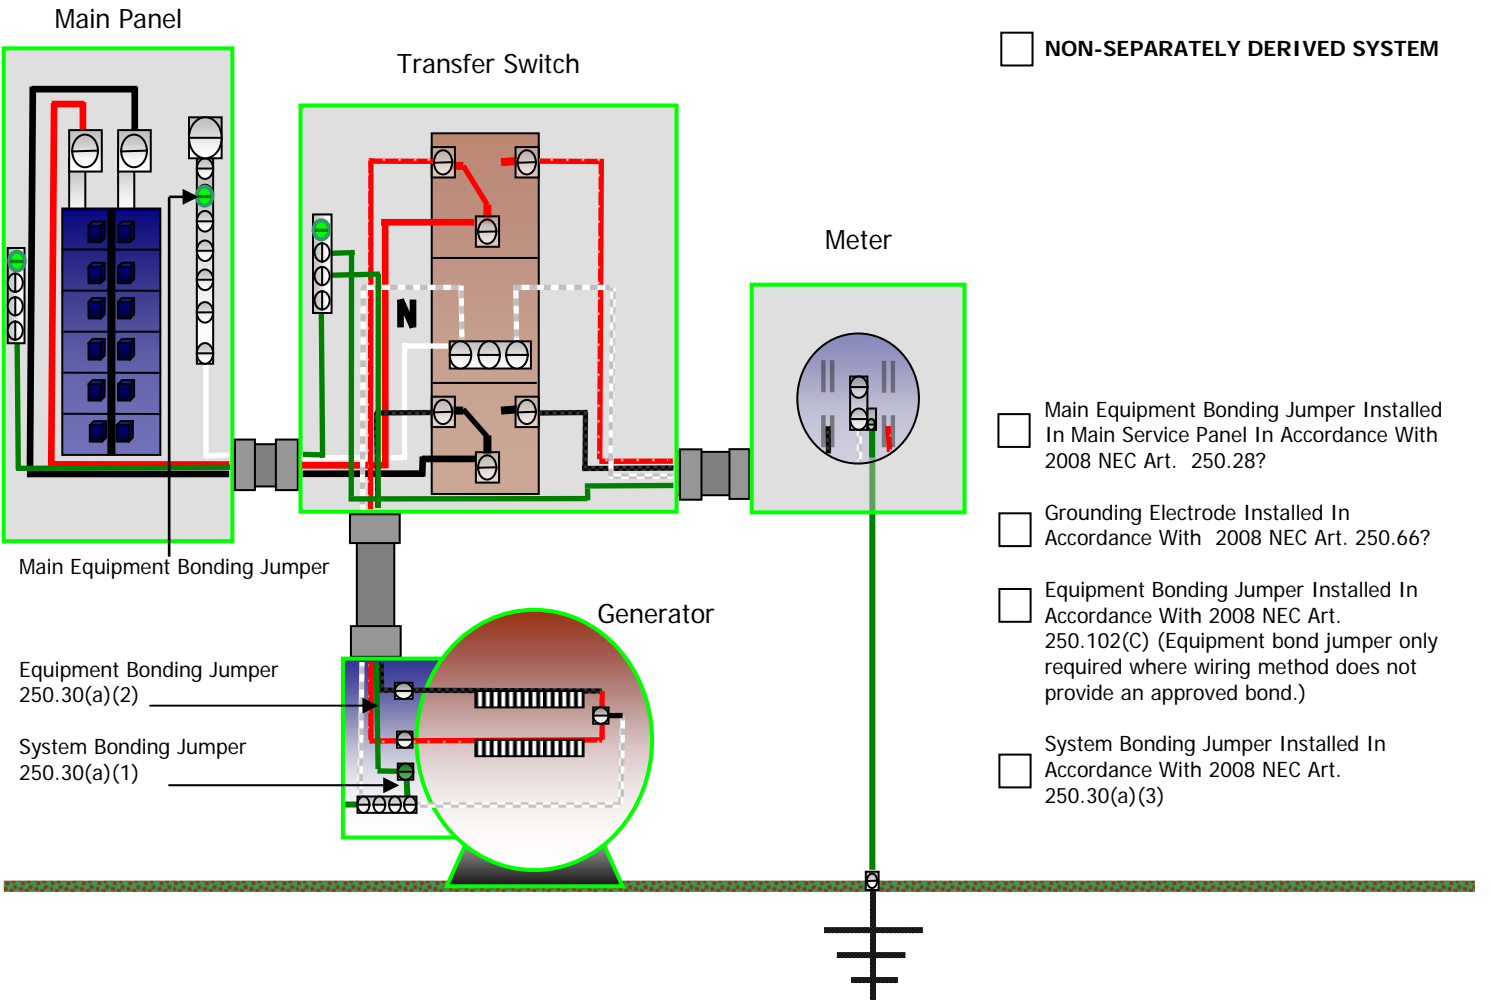 Main Panel
Transfer Switch
NON-SEPARATELY DERIVED SYSTEM
Meter
N
Main Equipment Bonding Jumper
Generator
Equipment Bonding Jumper
250.30(a)(2)
System Bonding Jumper
250.30(a)(1)
Main Equipment Bonding Jumper Installed
In Main Service Panel In Accordance With
2008 NEC Art. 250.28?
Grounding Electrode Installed In
Accordance With 2008 NEC Art. 250.66?
Equipment Bonding Jumper Installed In
Accordance With 2008 NEC Art.
250.102(C) (Equipment bond jumper only
required where wiring method does not
provide an approved bond.)
System Bonding Jumper Installed In
Accordance With 2008 NEC Art.
250.30(a)(3)